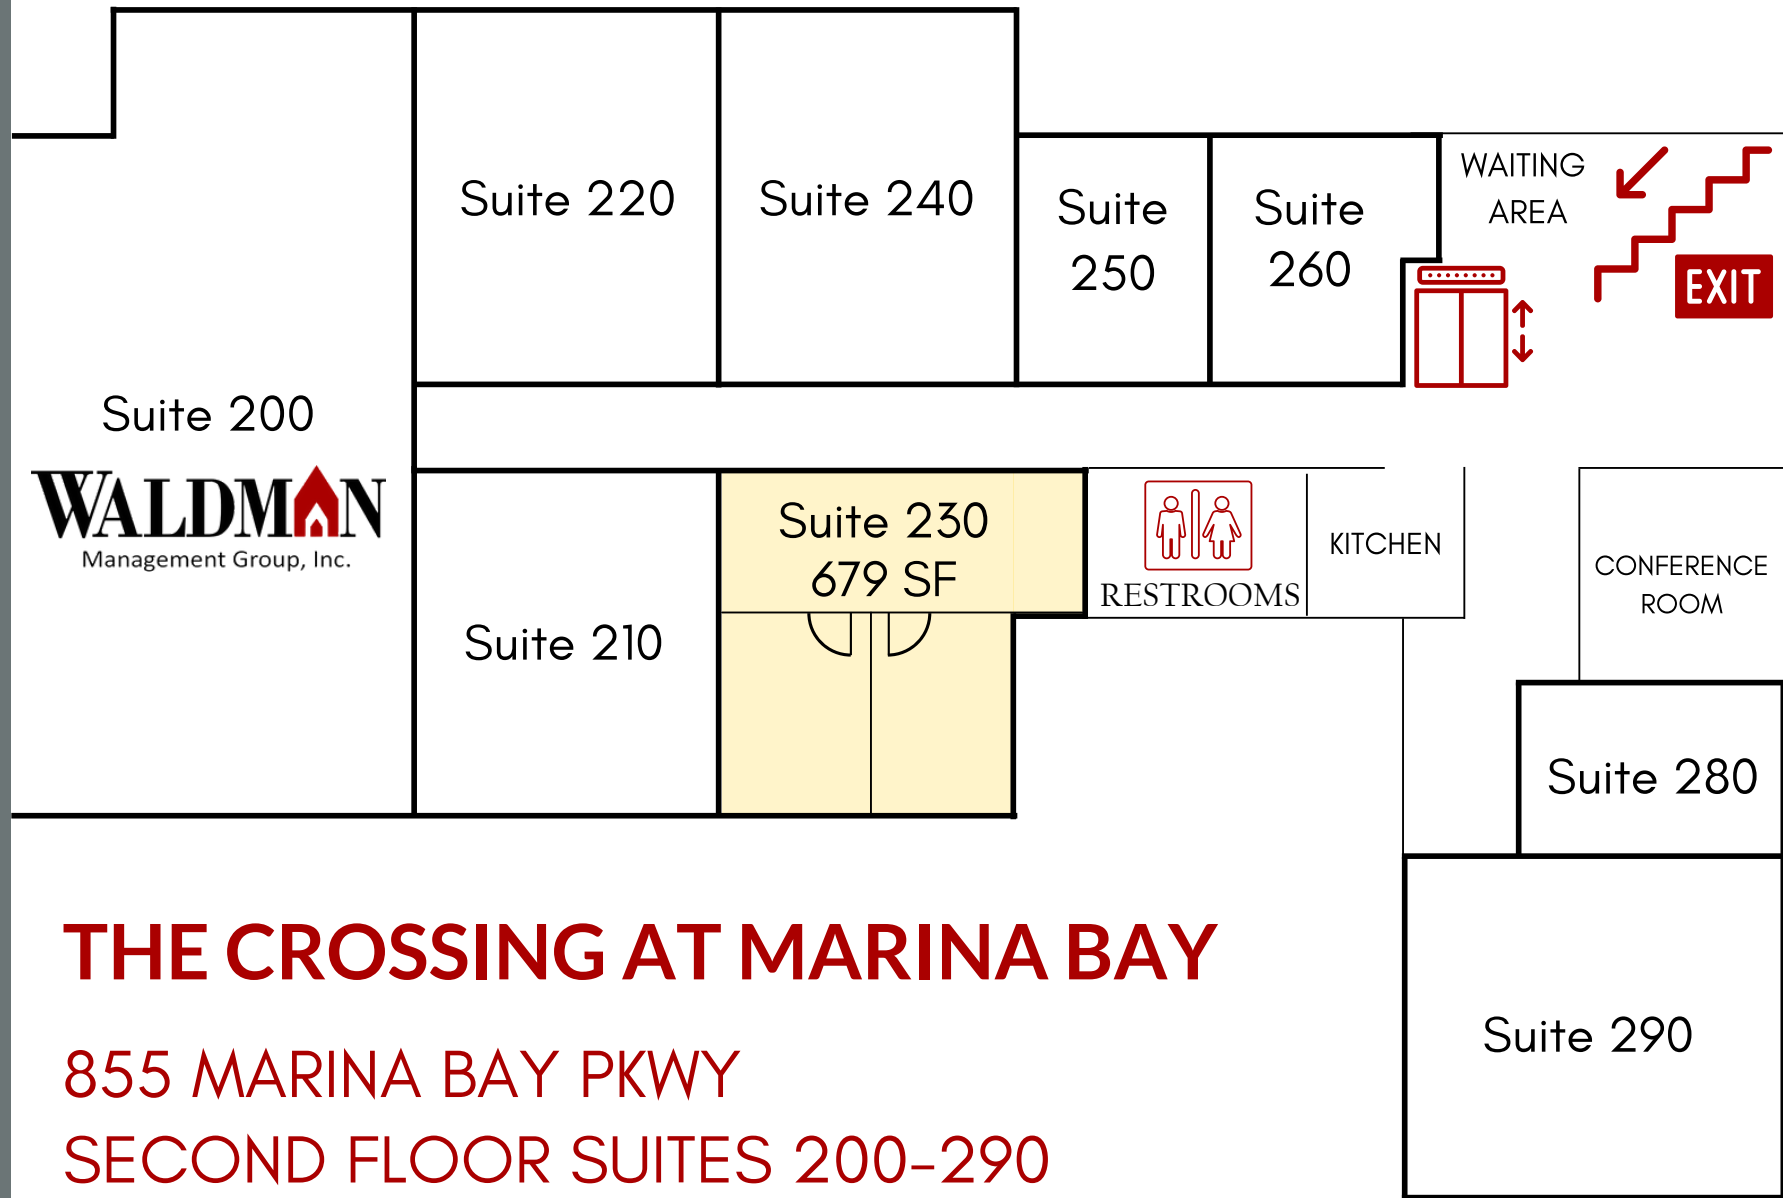 Suite 220
Suite 240
Suite
250
Suite
260
WAITING
AREA
EXIT
Suite 200
WALDMAN
Management Group, Inc.
Suite 210
Suite 230
679 SF
RESTROOMS
KITCHEN
CONFERENCE
ROOM
Suite 280
Suite 290
THE CROSSING AT MARINA BAY
855 MARINA BAY PKWY
SECOND FLOOR SUITES 200-290